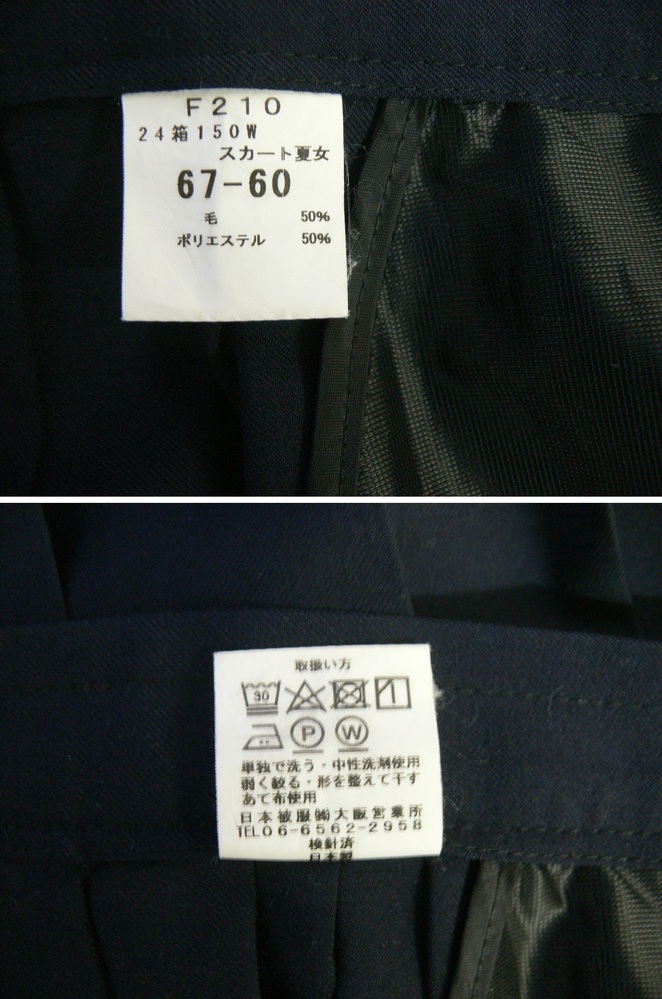 F210
24箱150W
スカート夏女
67-60
毛 50%
ポリエステル 50%
取扱い方
30
P W
単独で洗う・中性洗剤使用
弱く絞る・形を整えて干す
あて布使用
日本被服㈱大阪営業所
TEL06-6562-2958
検針済
日本製